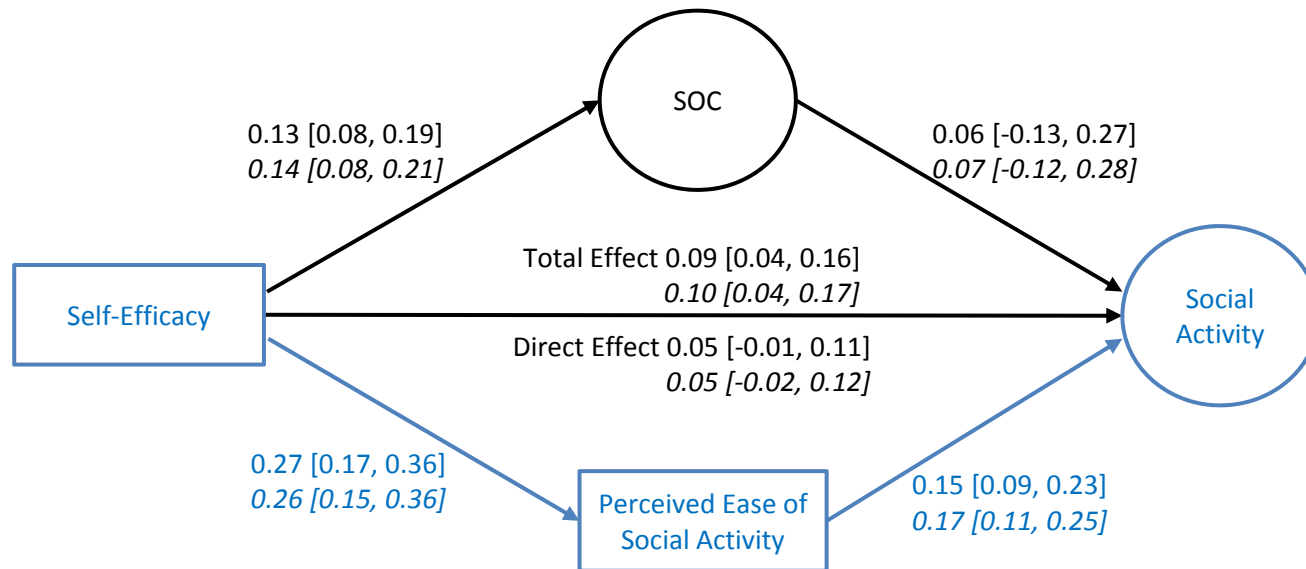 SOC
0.13 [0.08, 0.19]
0.14 [0.08, 0.21]
0.06 [-0.13, 0.27]
0.07 [-0.12, 0.28]
Total Effect 0.09 [0.04, 0.16]
0.10 [0.04, 0.17]
Self-Efficacy
Social
Activity
Direct Effect 0.05 [-0.01, 0.11]
0.05 [-0.02, 0.12]
0.27 [0.17, 0.36]
0.26 [0.15, 0.36]
Perceived Ease of
Social Activity
0.15 [0.09, 0.23]
0.17 [0.11, 0.25]